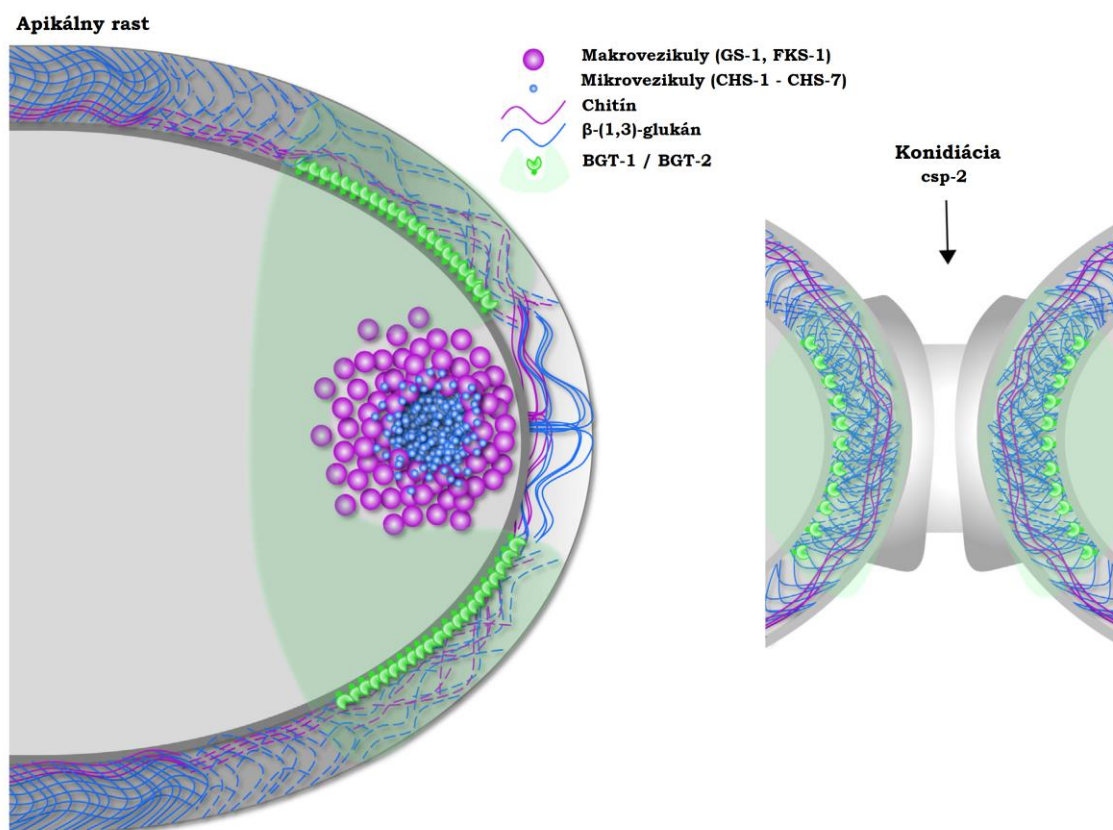 Apikálny rast
Makrovezikuly (GS-1, FKS-1)
Mikrovezikuly (CHS-1 - CHS-7)
Chitín
β-(1,3)-glukán
BGT-1 / BGT-2
Konidiácia
csp-2